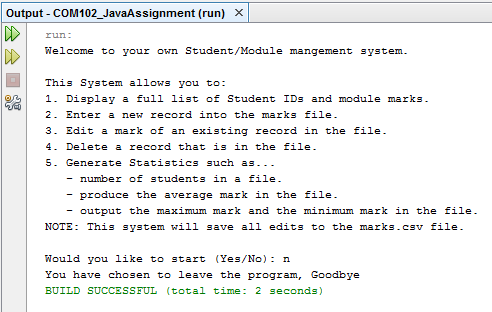 Output - COM102_JavaAssignment (run) ×
run:
Welcome to your own Student/Module mangement system.
This System allows you to:
1. Display a full list of Student IDs and module marks.
2. Enter a new record into the marks file.
3. Edit a mark of an existing record in the file.
4. Delete a record that is in the file.
5. Generate Statistics such as...
- number of students in a file.
- produce the average mark in the file.
- output the maximum mark and the minimum mark in the file.
NOTE: This system will save all edits to the marks.csv file.
Would you like to start (Yes/No): n
You have chosen to leave the program, Goodbye
BUILD SUCCESSFUL (total time: 2 seconds)